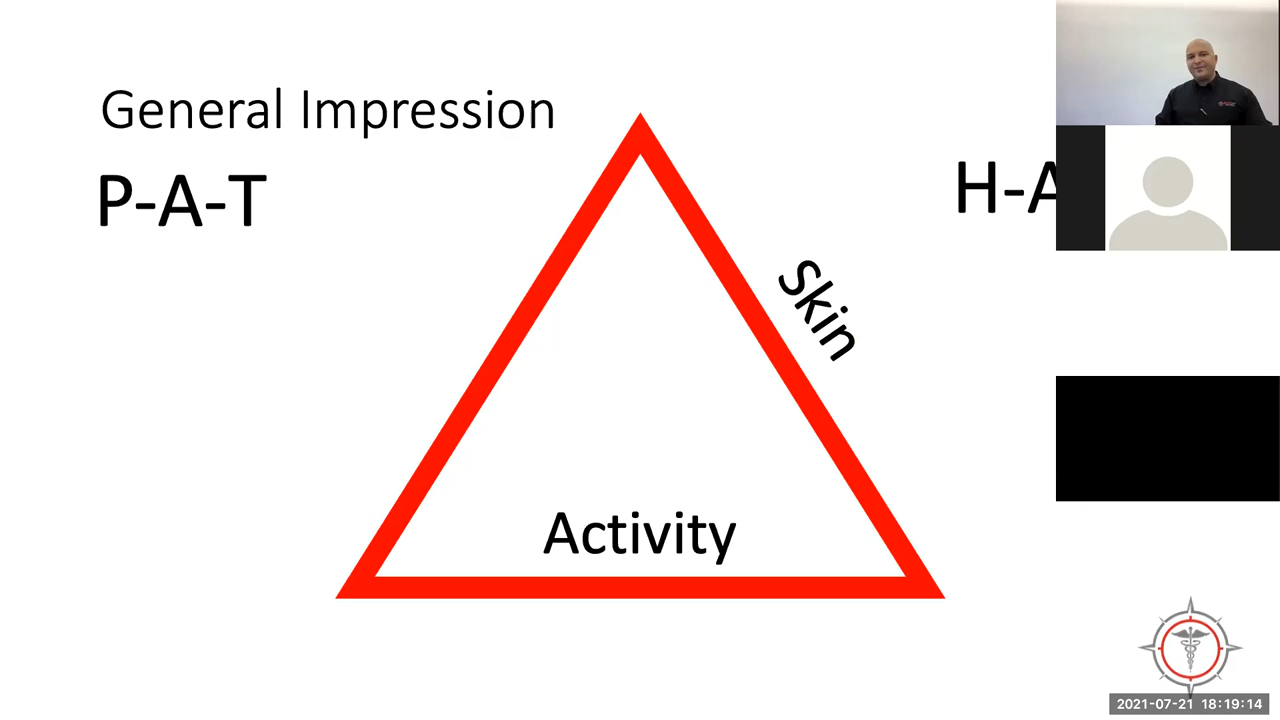 General Impression
P-A-T
H-A
Skin
Activity
2021-07-21 18:19:14